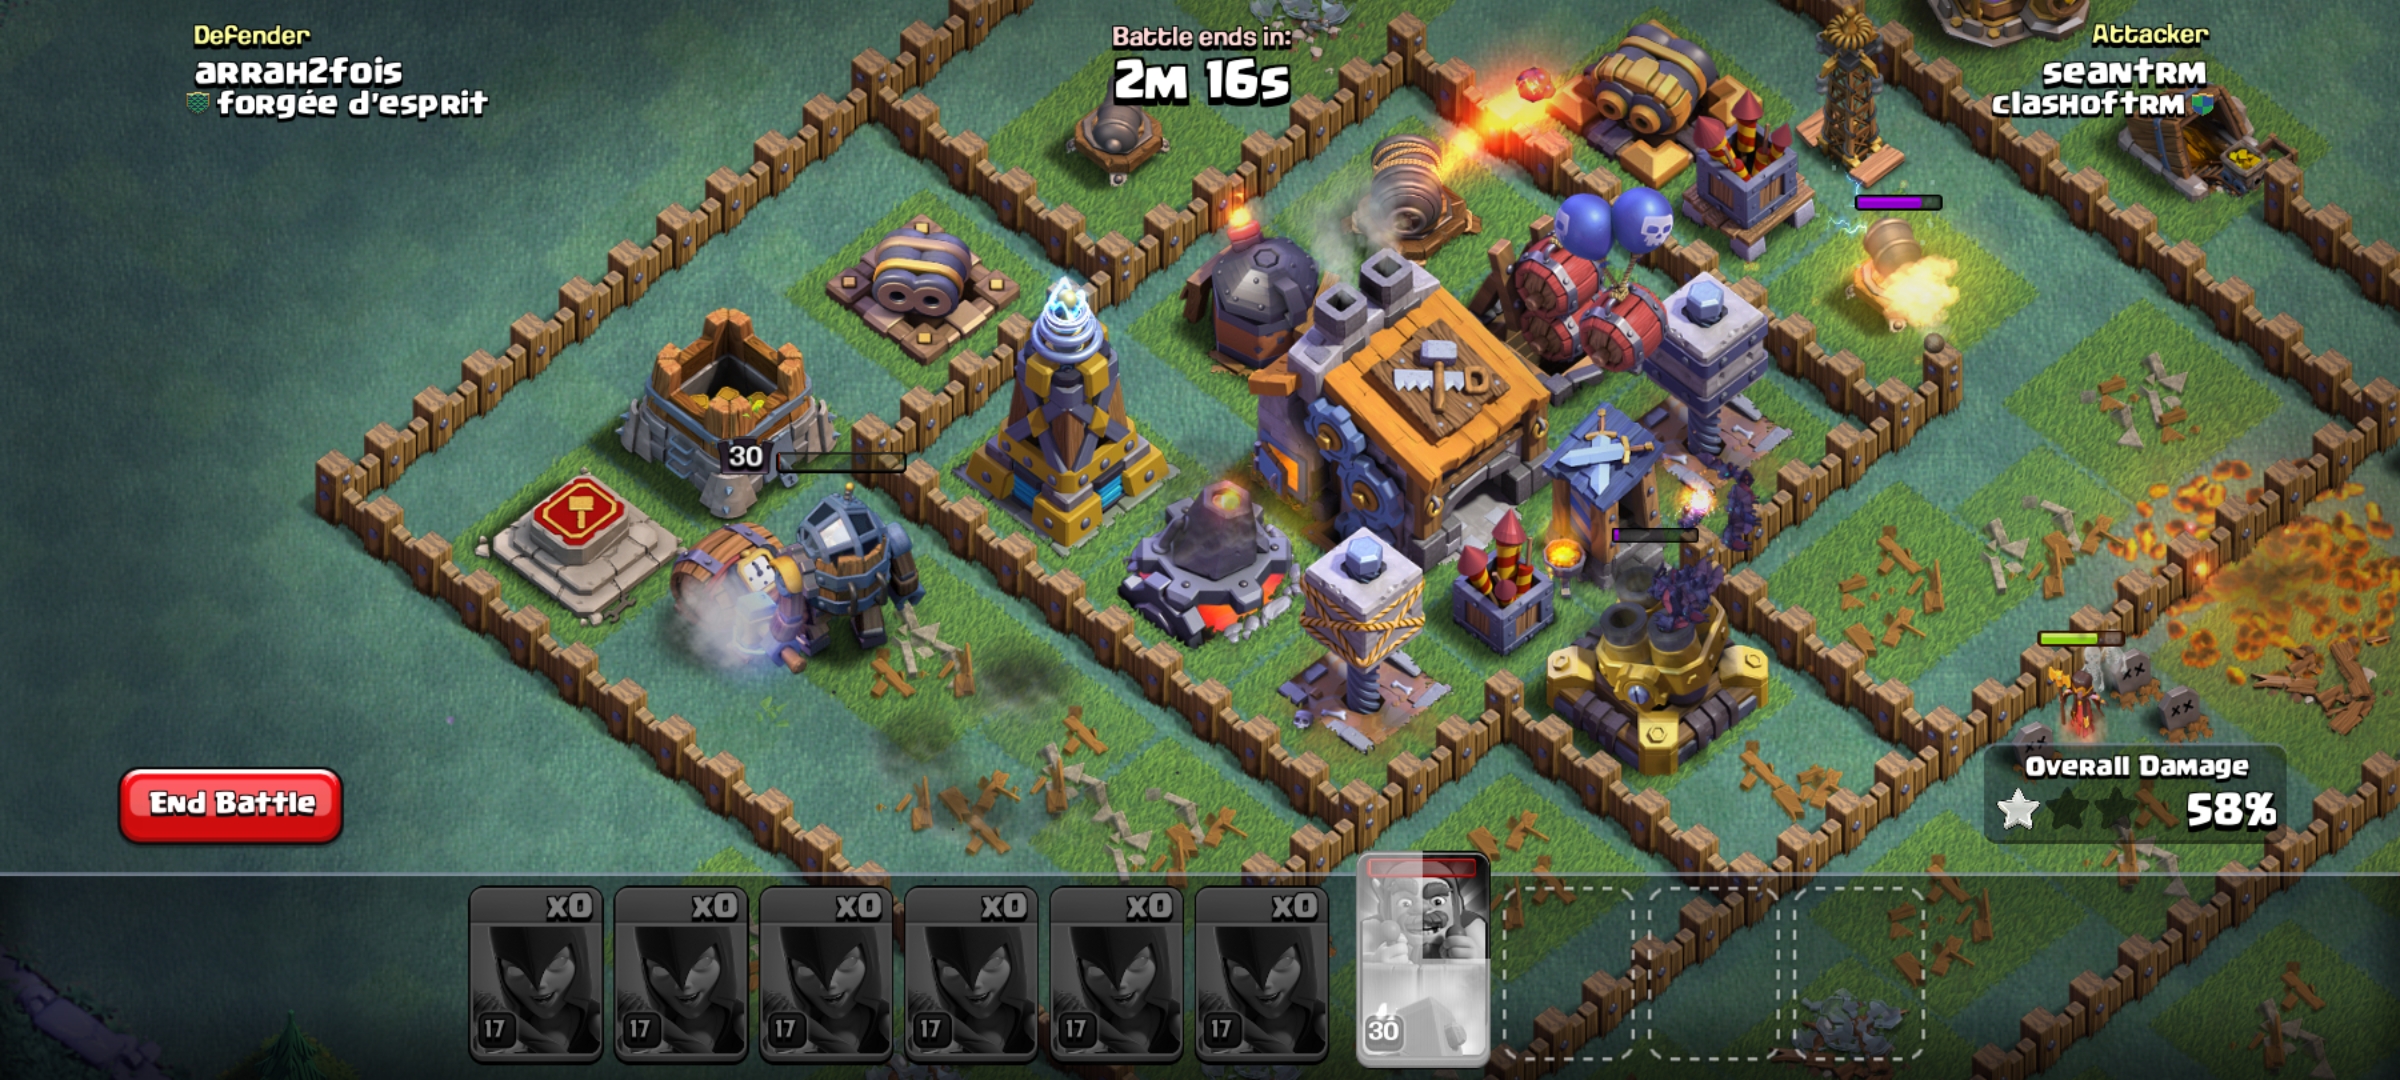 Defender
arrah2fois
forgée d'esprit
Battle ends in:
2M 16s
Attacker
seantrm
clashoftrm
30
End Battle
Overall Damage
58%
x0
x0
x0
x0
x0
x0
17
17
17
17
17
17
30